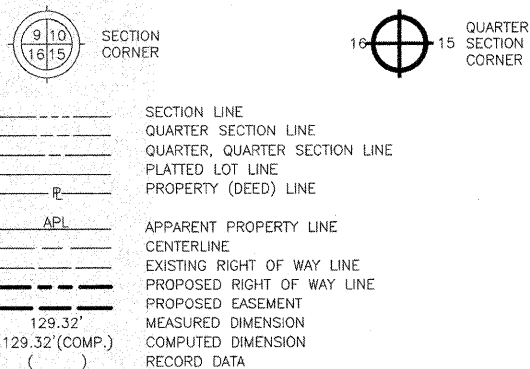 9 10
16 15
SECTION
CORNER
16 15
QUARTER
SECTION
CORNER
SECTION LINE
QUARTER SECTION LINE
QUARTER, QUARTER SECTION LINE
PLATTED LOT LINE
PL PROPERTY (DEED) LINE
APL APPARENT PROPERTY LINE
CENTERLINE
EXISTING RIGHT OF WAY LINE
PROPOSED RIGHT OF WAY LINE
PROPOSED EASEMENT
129.32' MEASURED DIMENSION
129.32'(COMP.) COMPUTED DIMENSION
( ) RECORD DATA